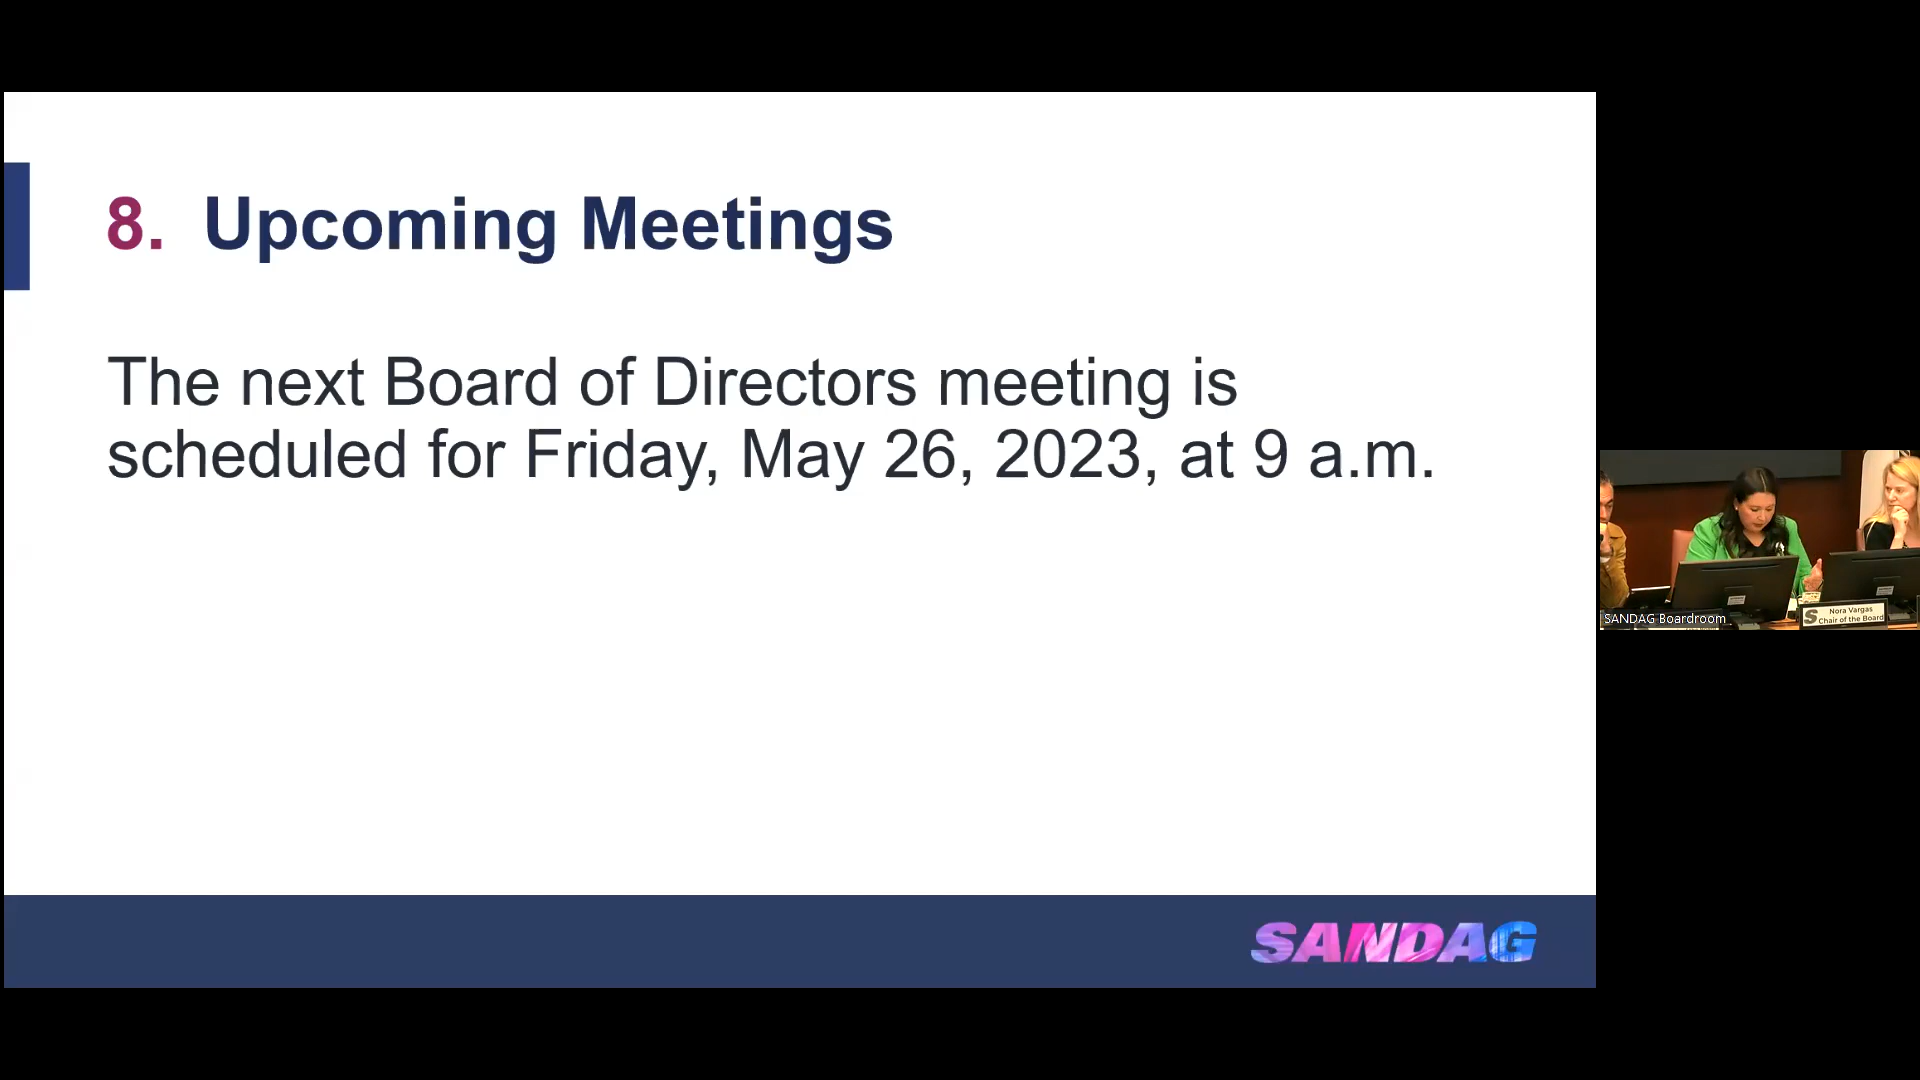 8. Upcoming Meetings
The next Board of Directors meeting is
scheduled for Friday, May 26, 2023, at 9 a.m.
SANDAG
SANDAG Boardroom
S Nora Vargas
Chair of the Board